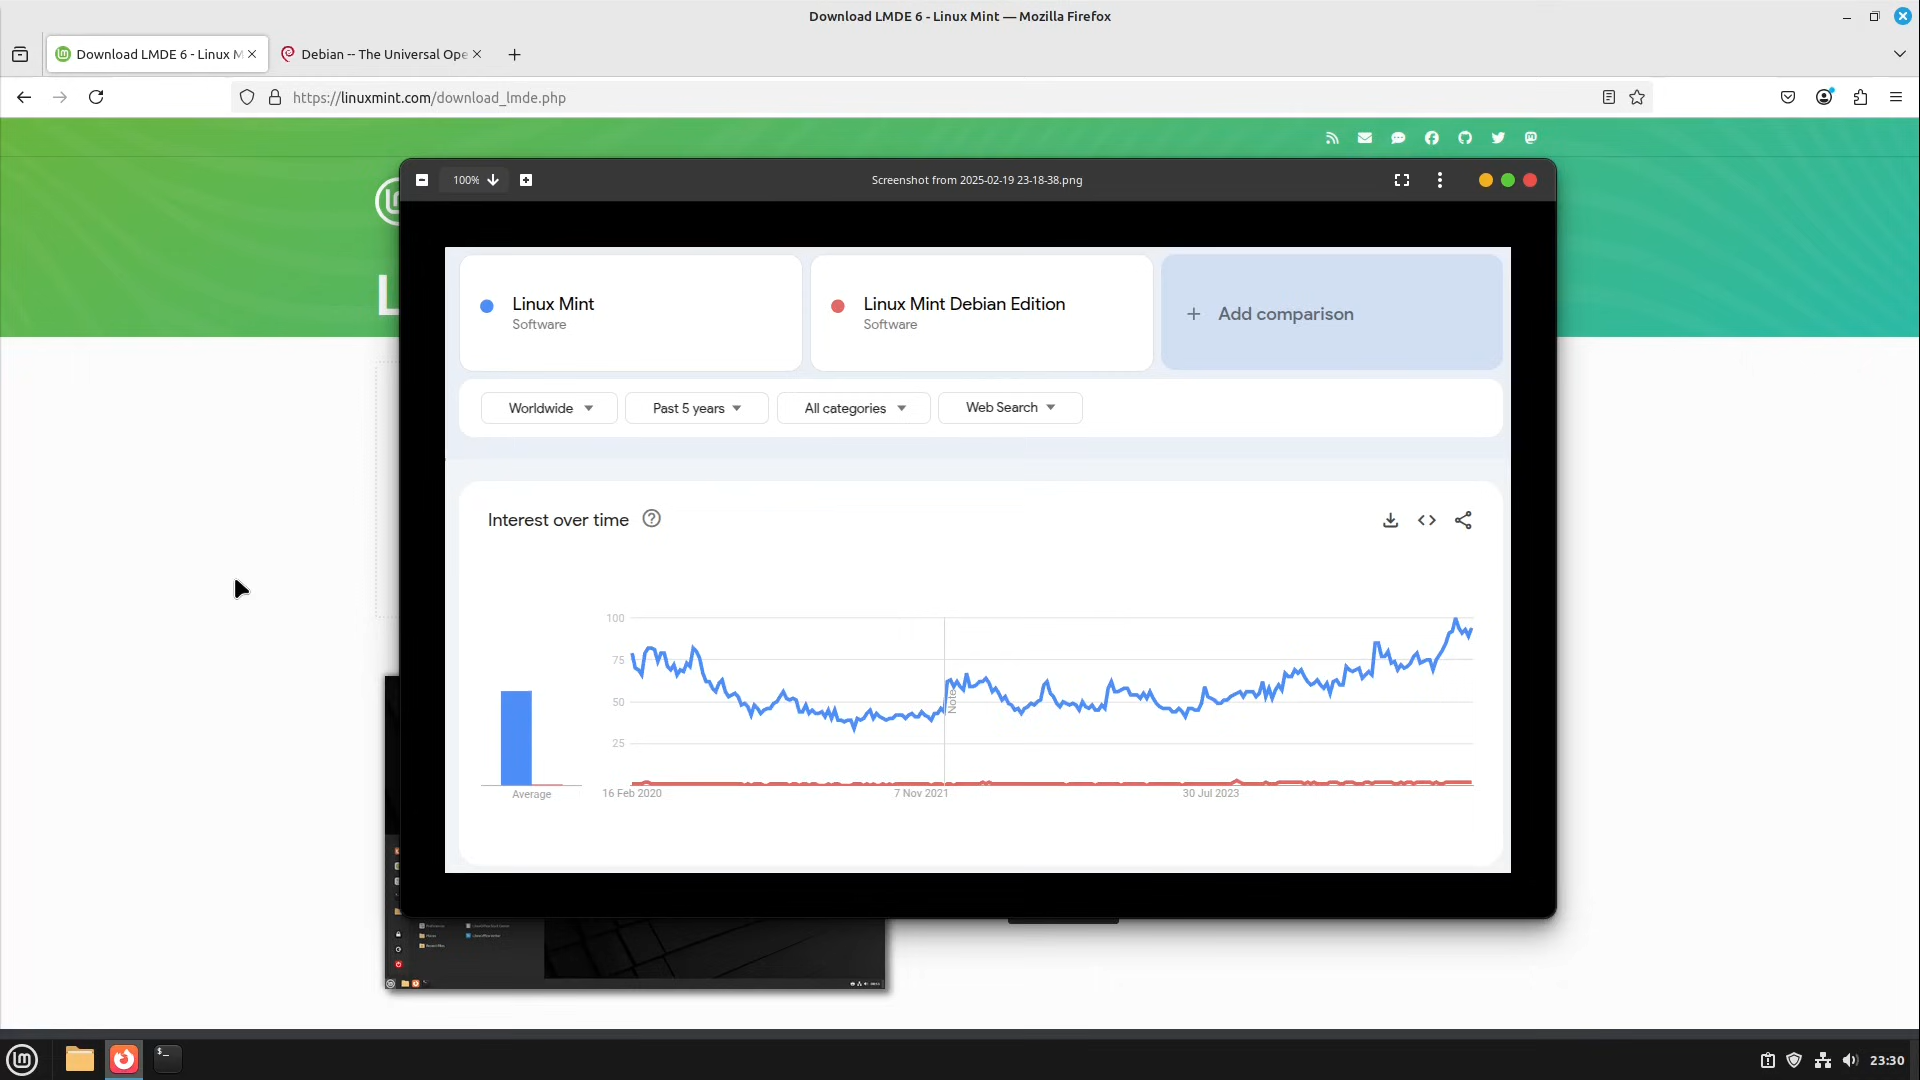 Download LMDE 6 - Linux Mint — Mozilla Firefox
Download LMDE 6 - Linux M
Debian -- The Universal Ope
https://linuxmint.com/download_lmde.php
100%
Screenshot from 2025-02-19 23-18-38.png
L
Linux Mint
Software
Linux Mint Debian Edition
Software
+ Add comparison
Worldwide
Past 5 years
All categories
Web Search
Interest over time
100
75
50
25
Note
Average
16 Feb 2020
7 Nov 2021
30 Jul 2023
23:30